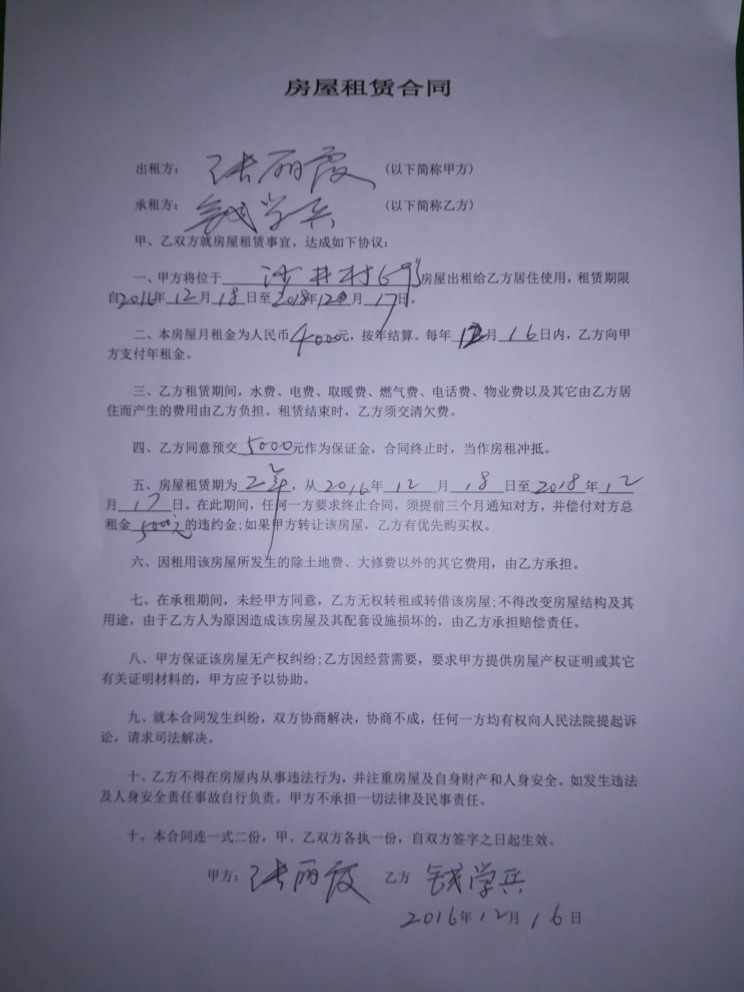 房屋租赁合同
出租方：张丽霞（以下简称甲方）
承租方：钱学兵（以下简称乙方）
甲、乙双方就房屋租赁事宜，达成如下协议：
一、甲方将位于沙井村房屋出租给乙方居住使用，租赁期限
自2016年12月18日至2018年12月17日。
二、本房屋月租金为人民币4000元，按年结算。每年12月16日内，乙方向甲
方支付年租金。
三、乙方租赁期间，水费、电费、取暖费、燃气费、电话费、物业费以及其它由乙方居
住而产生的费用由乙方负担。租赁结束时，乙方须交清欠费。
四、乙方同意预交5000元作为保证金，合同终止时，当作房租冲抵。
五、房屋租赁期为2年，从2016年12月18日至2018年12
月17日。在此期间，任何一方要求终止合同，须提前三个月通知对方，并偿付对方总
租金5000元的违约金;如果甲方转让该房屋，乙方有优先购买权。
六、因租用该房屋所发生的除土地费、大修费以外的其它费用，由乙方承担。
七、在承租期间，未经甲方同意，乙方无权转租或转借该房屋;不得改变房屋结构及其
用途，由于乙方人为原因造成该房屋及其配套设施损坏的，由乙方承担赔偿责任。
八、甲方保证该房屋无产权纠纷;乙方因经营需要，要求甲方提供房屋产权证明或其它
有关证明材料的，甲方应予以协助。
九、就本合同发生纠纷，双方协商解决，协商不成，任何一方均有权向人民法院提起诉
讼，请求司法解决。
十、乙方不得在房屋内从事违法行为，并注重房屋及自身财产和人身安全。如发生违法
及人身安全责任事故自行负责。甲方不承担一切法律及民事责任。
十、本合同连一式二份，甲、乙双方各执一份，自双方签字之日起生效。
甲方：张丽霞 乙方 钱学兵
2016年12月16日